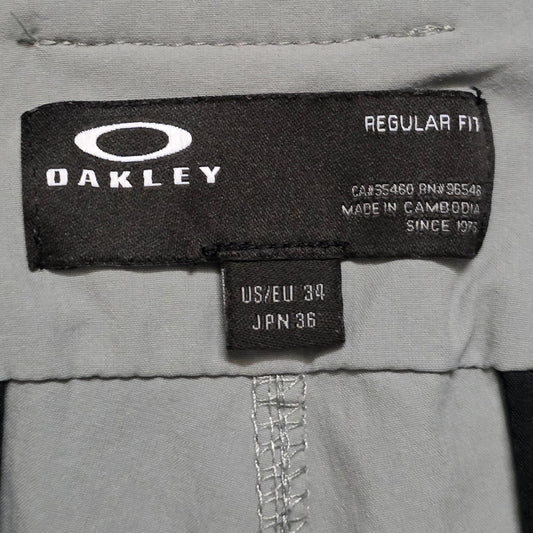 OAKLEY
REGULAR FIT
CA#35460 RN#96548
MADE IN CAMBODIA
SINCE 1975
US/EU 34
JPN 36